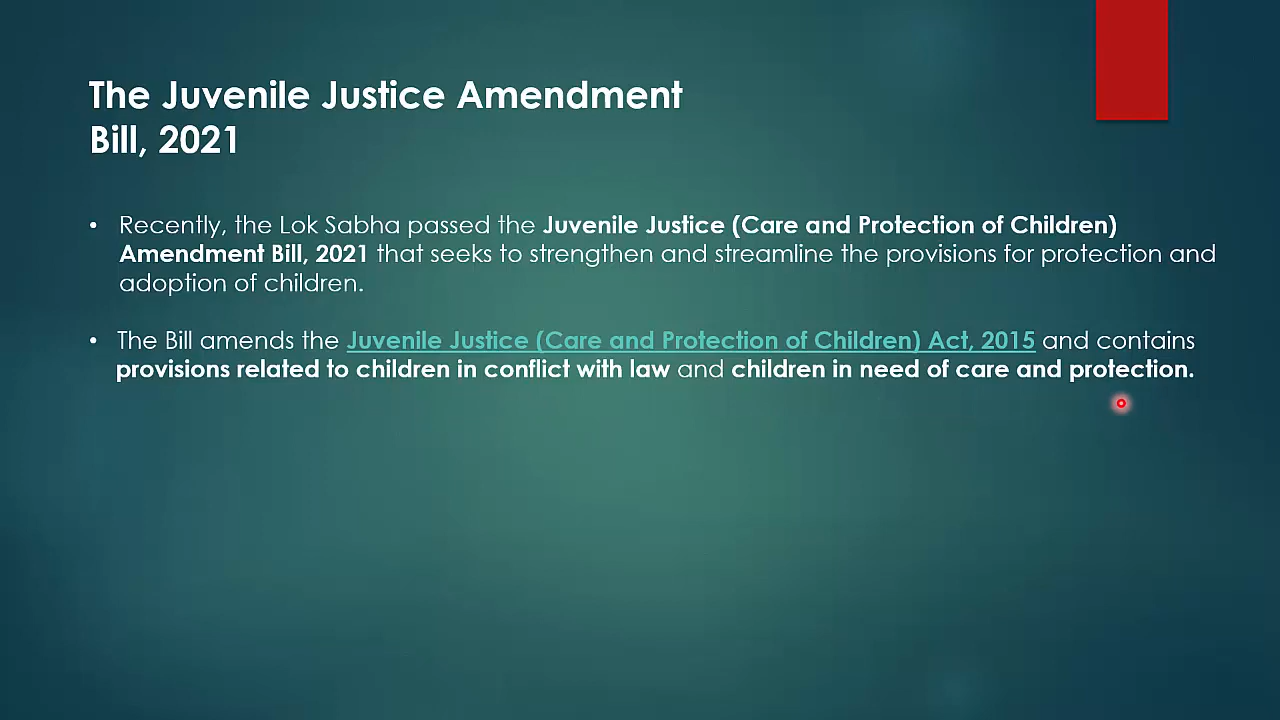 The Juvenile Justice Amendment
Bill, 2021
• Recently, the Lok Sabha passed the Juvenile Justice (Care and Protection of Children)
Amendment Bill, 2021 that seeks to strengthen and streamline the provisions for protection and
adoption of children.
• The Bill amends the Juvenile Justice (Care and Protection of Children) Act, 2015 and contains
provisions related to children in conflict with law and children in need of care and protection.